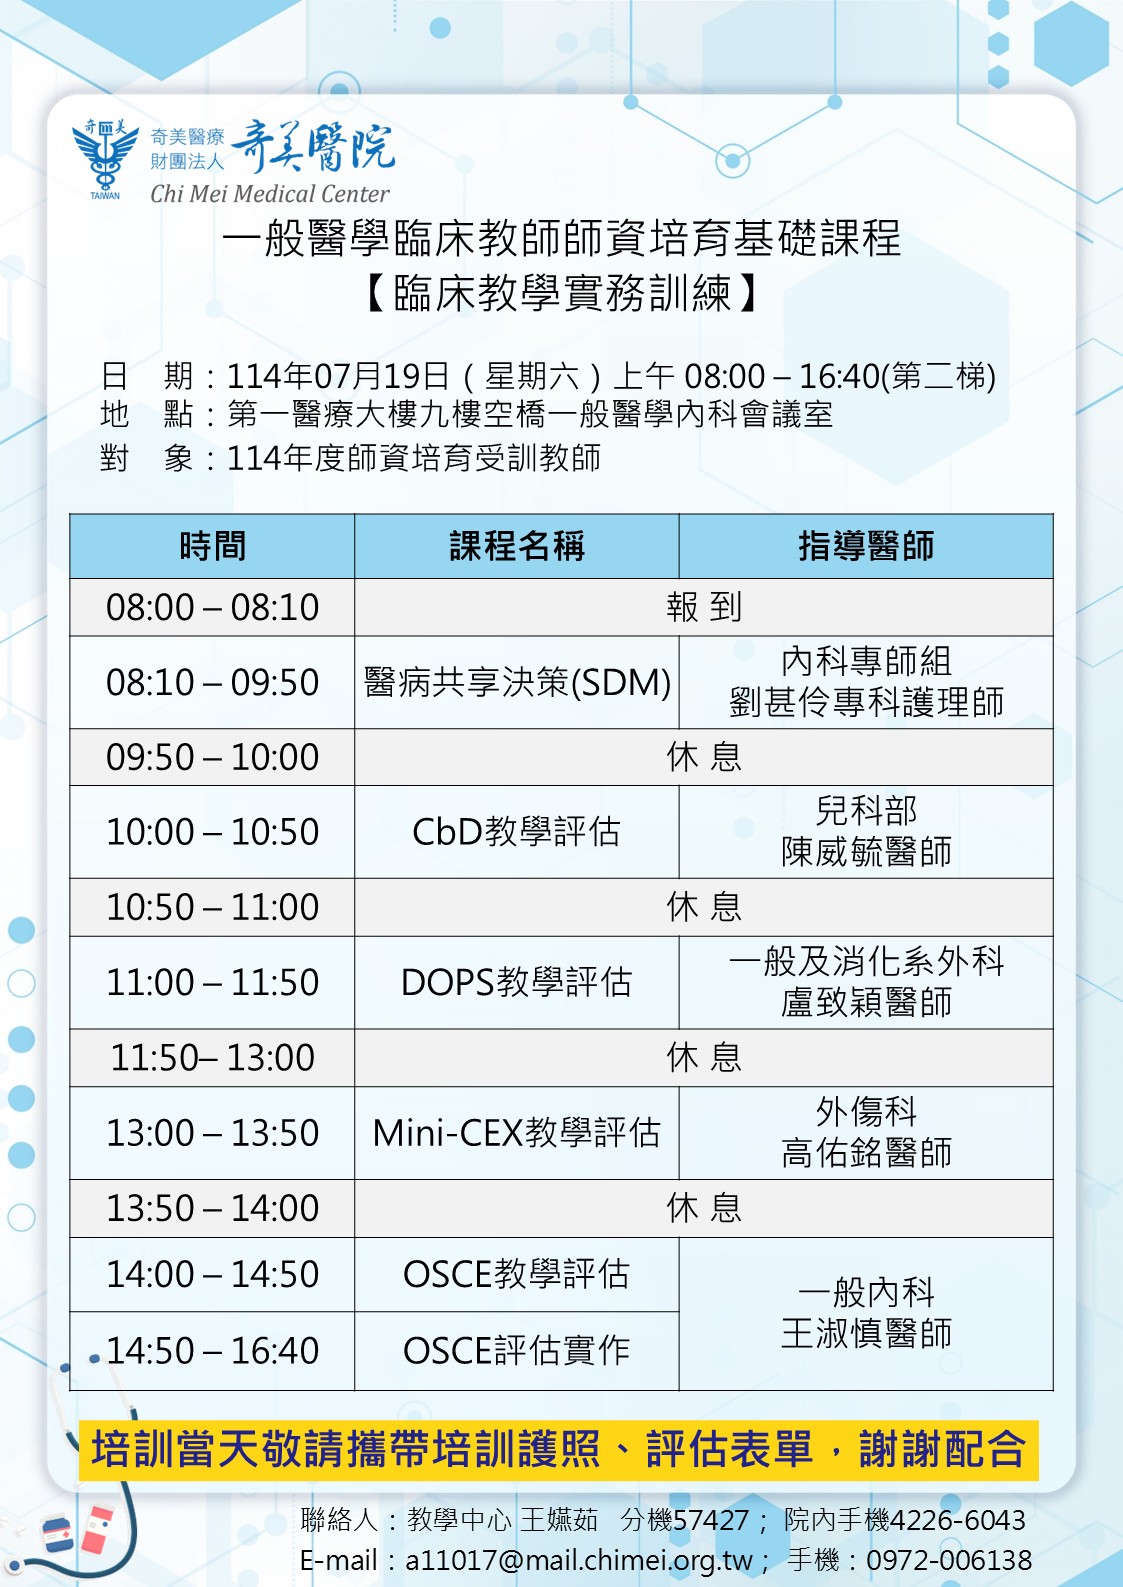 奇美
TAIWAN
奇美醫療
財團法人
奇美醫院
Chi Mei Medical Center
一般醫學臨床教師師資培育基礎課程
【臨床教學實務訓練】
日　期：114年07月19日（星期六）上午 08:00 – 16:40(第二梯)
地　點：第一醫療大樓九樓空橋一般醫學內科會議室
對　象：114年度師資培育受訓教師
時間 課程名稱 指導醫師
08:00 – 08:10 報 到
08:10 – 09:50 醫病共享決策(SDM) 內科專師組
劉甚伶專科護理師
09:50 – 10:00 休 息
10:00 – 10:50 CbD教學評估 兒科部
陳威毓醫師
10:50 – 11:00 休 息
11:00 – 11:50 DOPS教學評估 一般及消化系外科
盧致穎醫師
11:50– 13:00 休 息
13:00 – 13:50 Mini-CEX教學評估 外傷科
高佑銘醫師
13:50 – 14:00 休 息
14:00 – 14:50 OSCE教學評估 一般內科
王淑慎醫師
14:50 – 16:40 OSCE評估實作
培訓當天敬請攜帶培訓護照、評估表單，謝謝配合
聯絡人：教學中心 王嬿茹 分機57427； 院內手機4226-6043
E-mail：a11017@mail.chimei.org.tw； 手機：0972-006138